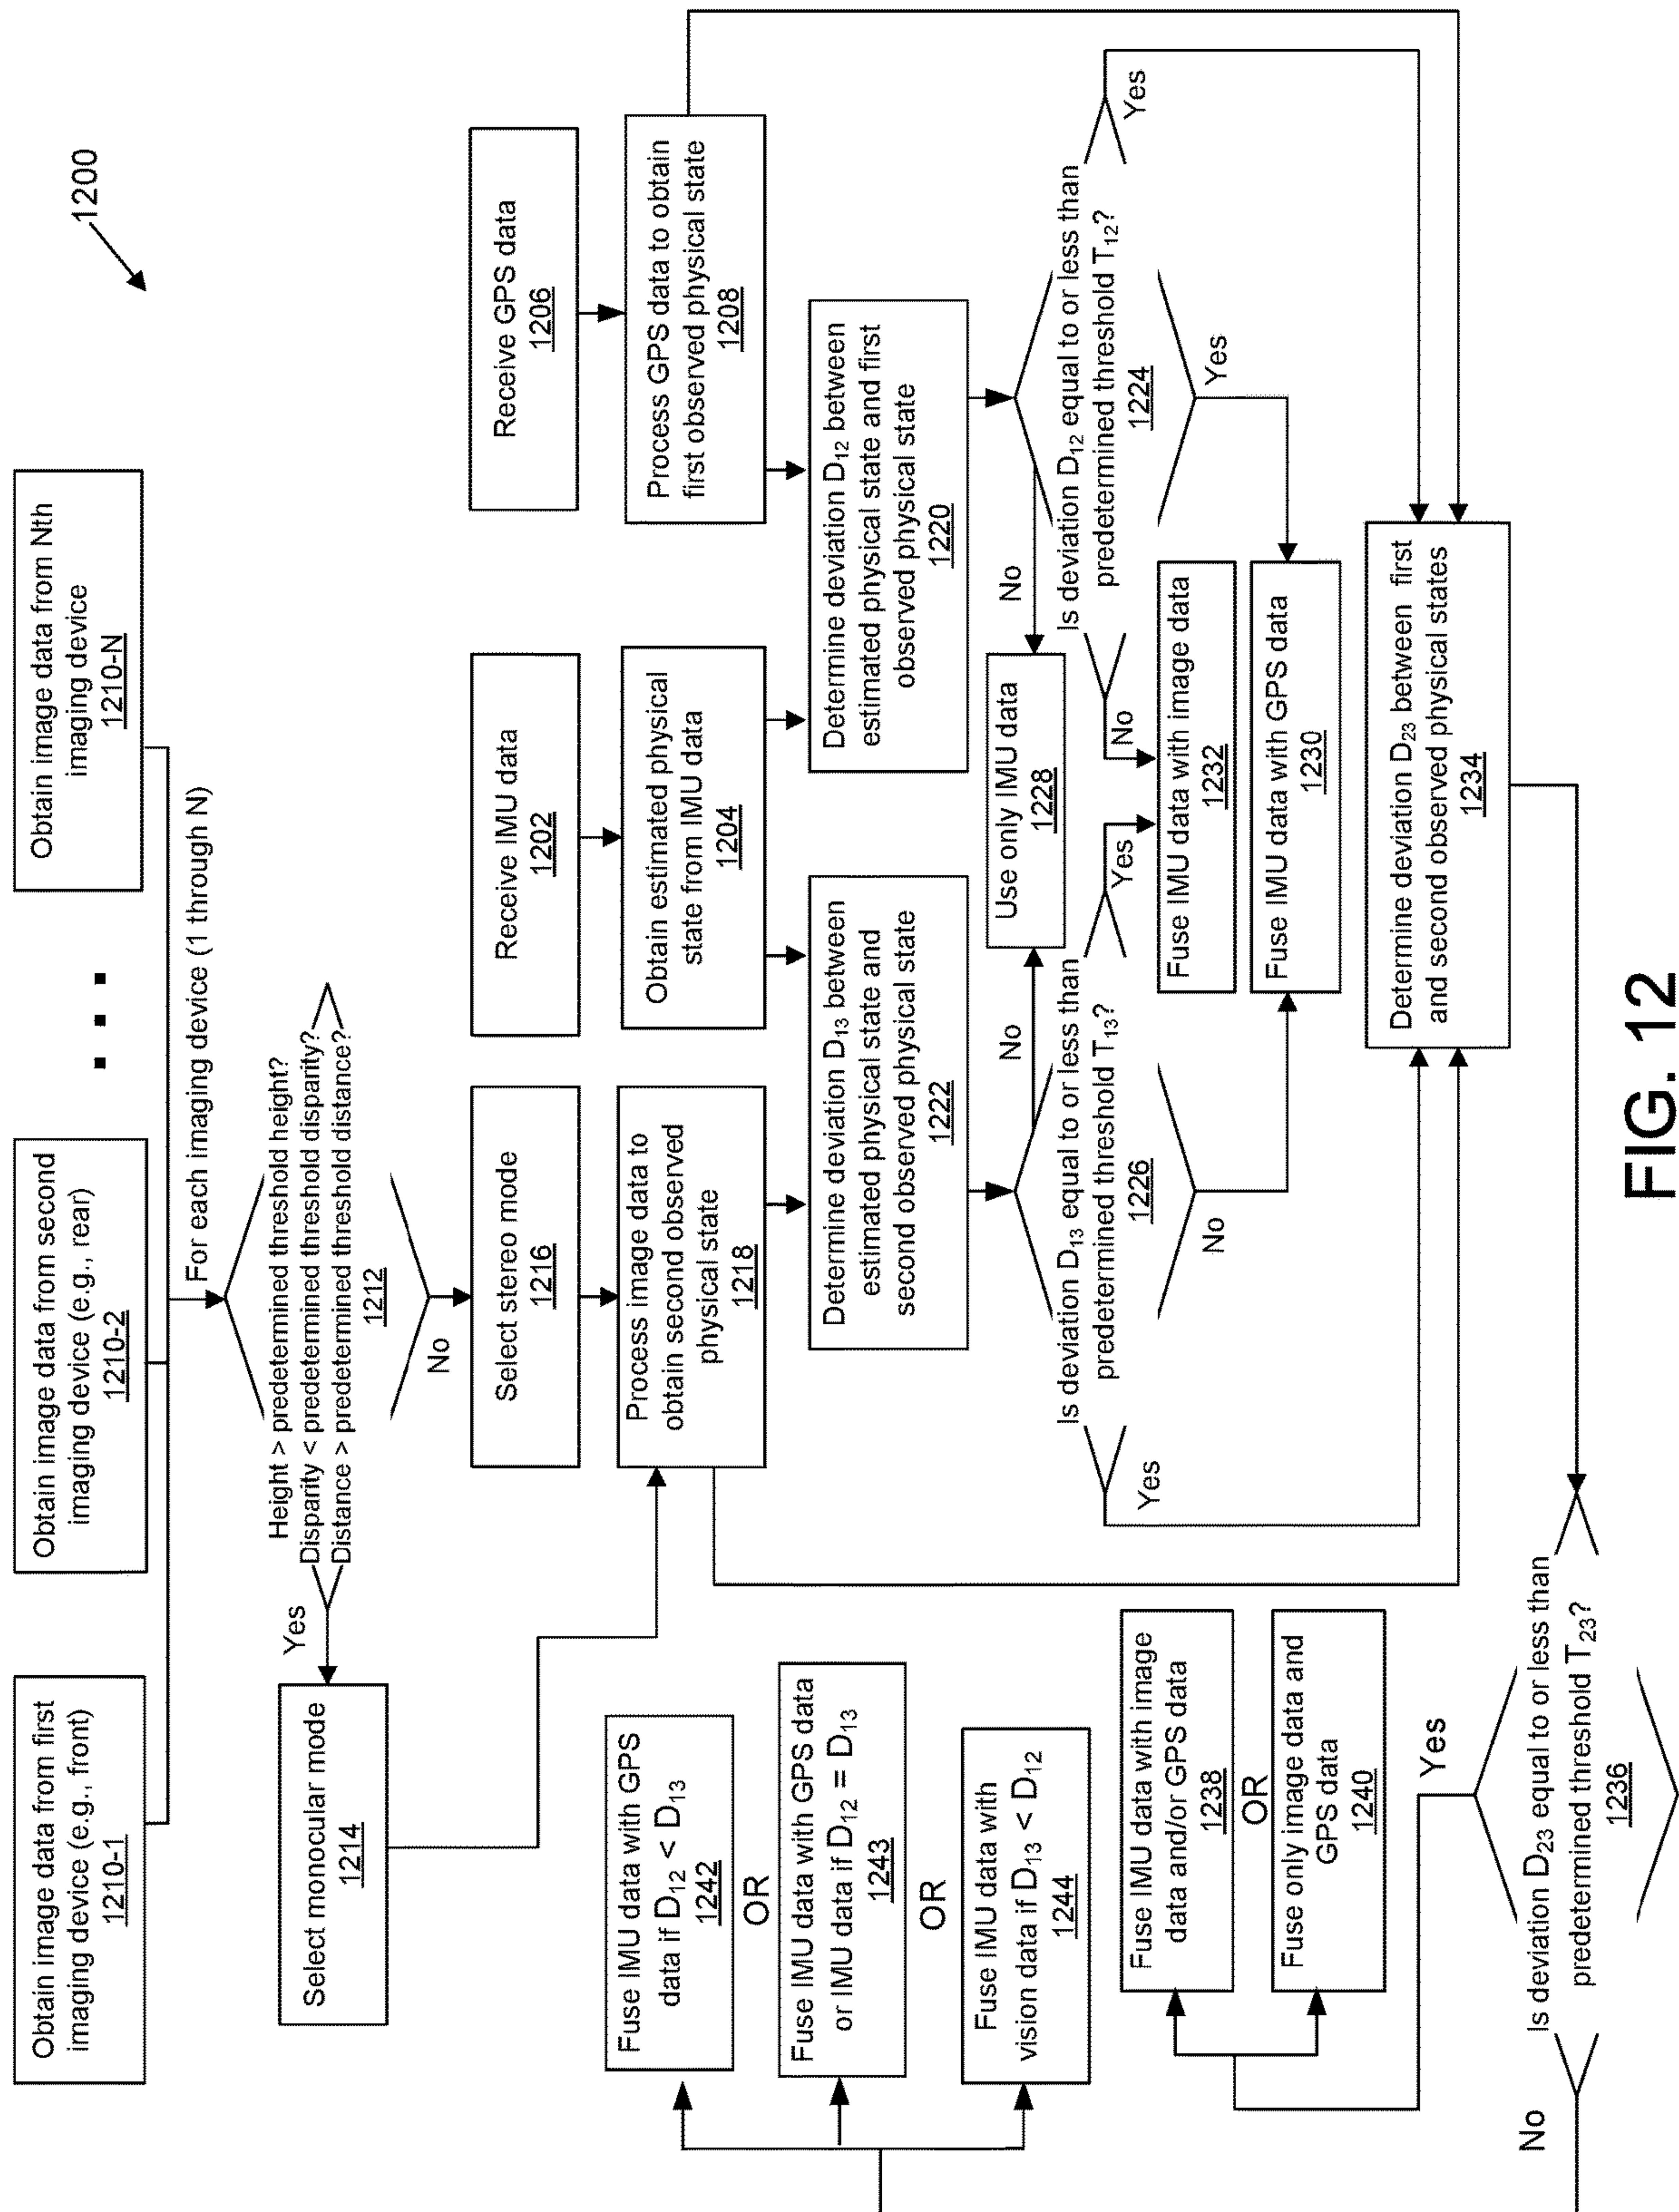 1200
Obtain image data from first
imaging device (e.g., front)
1210-1
Obtain image data from second
imaging device (e.g., rear)
1210-2
. . .
Obtain image data from Nth
imaging device
1210-N
For each imaging device (1 through N)
Height > predetermined threshold height?
Disparity < predetermined threshold disparity?
Distance > predetermined threshold distance?
1212
Yes
No
Select monocular mode
1214
Select stereo mode
1216
Receive IMU data
1202
Receive GPS data
1206
Process image data to
obtain second observed
physical state
1218
Obtain estimated physical
state from IMU data
1204
Process GPS data to obtain
first observed physical state
1208
Determine deviation D₁₃ between
estimated physical state and
second observed physical state
1222
Determine deviation D₁₂ between
estimated physical state and first
observed physical state
1220
Is deviation D₁₃ equal to or less than
predetermined threshold T₁₃?
1226
Yes
No
No
Yes
Use only IMU data
1228
Is deviation D₁₂ equal to or less than
predetermined threshold T₁₂?
1224
No
No
Yes
Yes
Fuse IMU data with image data
1232
Fuse IMU data with GPS data
1230
Determine deviation D₂₃ between first
and second observed physical states
1234
Fuse IMU data with GPS
data if D₁₂ < D₁₃
1242
OR
Fuse IMU data with GPS data
or IMU data if D₁₂ = D₁₃
1243
OR
Fuse IMU data with
vision data if D₁₃ < D₁₂
1244
Fuse IMU data with image
data and/or GPS data
1238
OR
Fuse only image data and
GPS data
1240
Yes
Is deviation D₂₃ equal to or less than
predetermined threshold T₂₃?
1236
No
FIG. 12